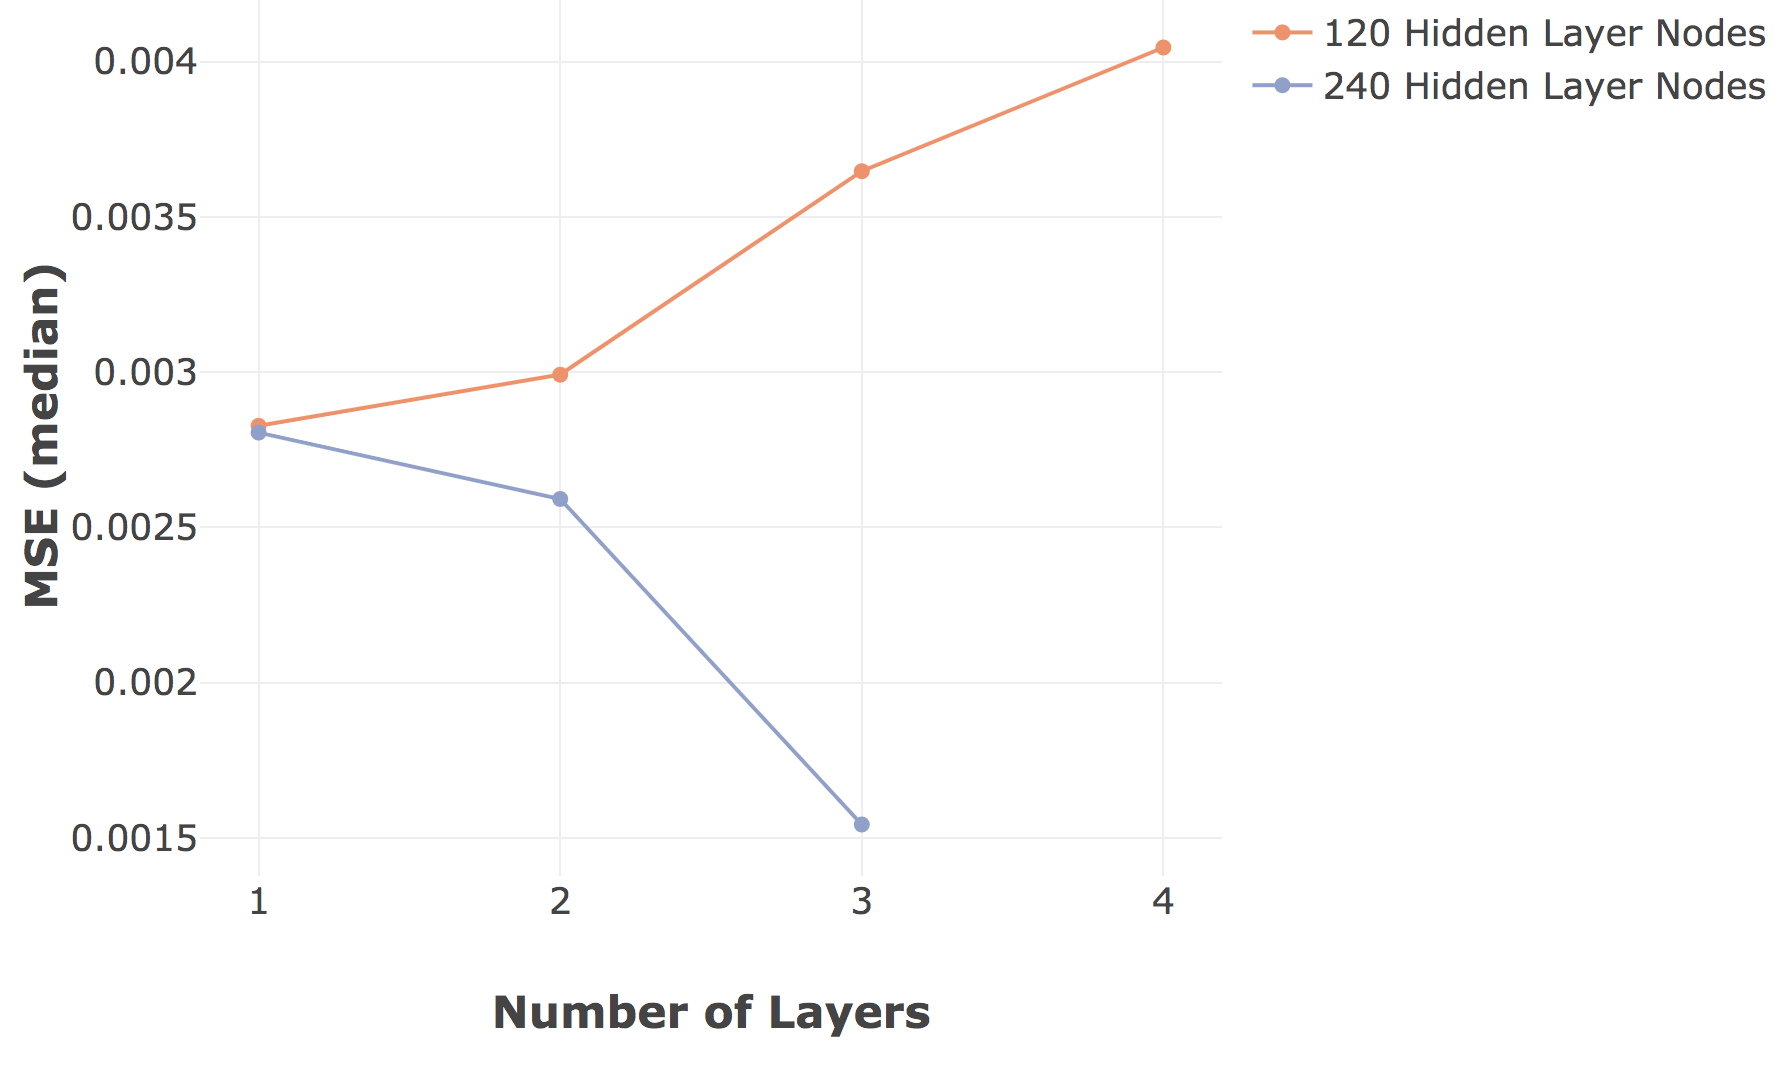 120 Hidden Layer Nodes
240 Hidden Layer Nodes
0.004
0.0035
0.003
0.0025
0.002
0.0015
MSE (median)
1 2 3 4
Number of Layers